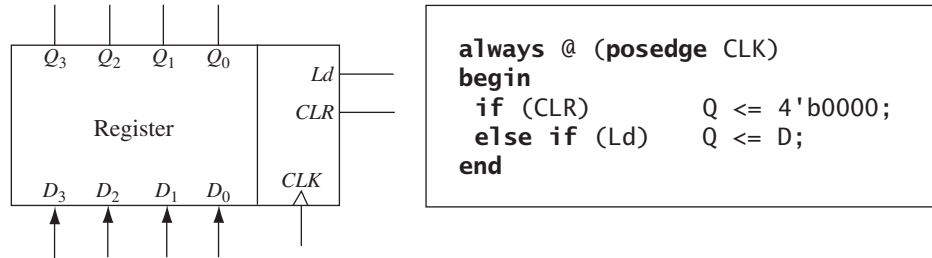 Q₃ Q₂ Q₁ Q₀
Ld
CLR
Register
CLK
D₃ D₂ D₁ D₀
always @ (posedge CLK)
begin
if (CLR) Q <= 4'b0000;
else if (Ld) Q <= D;
end